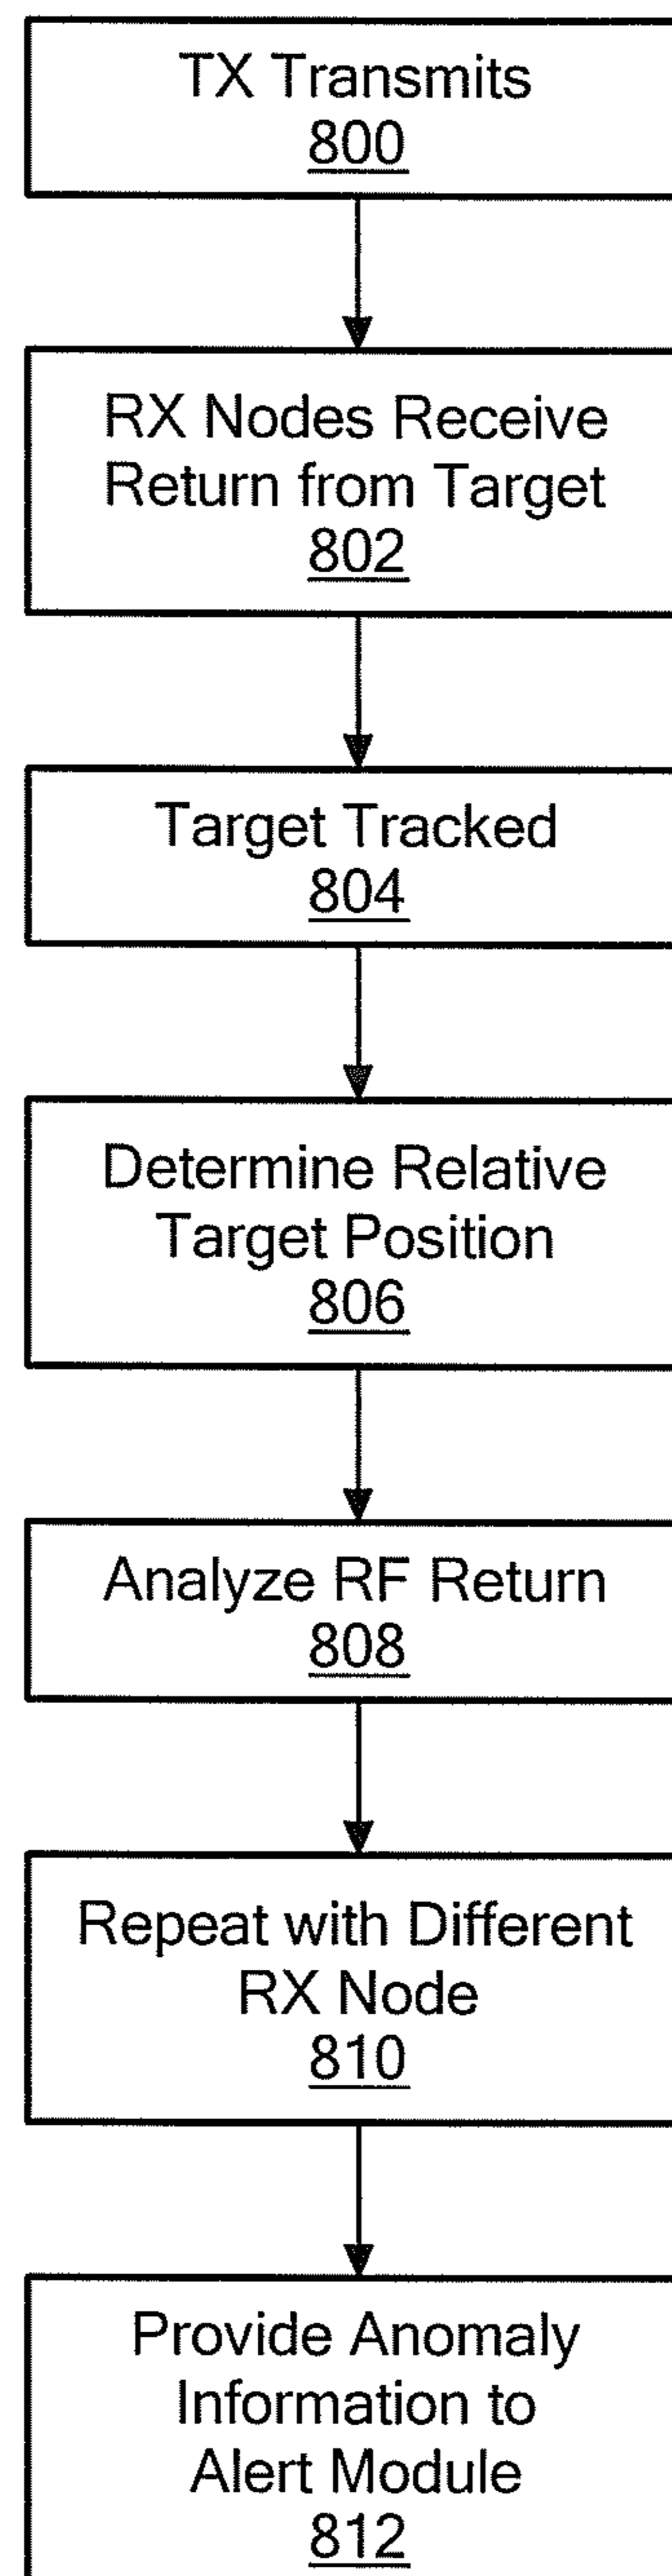 TX Transmits
800
RX Nodes Receive
Return from Target
802
Target Tracked
804
Determine Relative
Target Position
806
Analyze RF Return
808
Repeat with Different
RX Node
810
Provide Anomaly
Information to
Alert Module
812